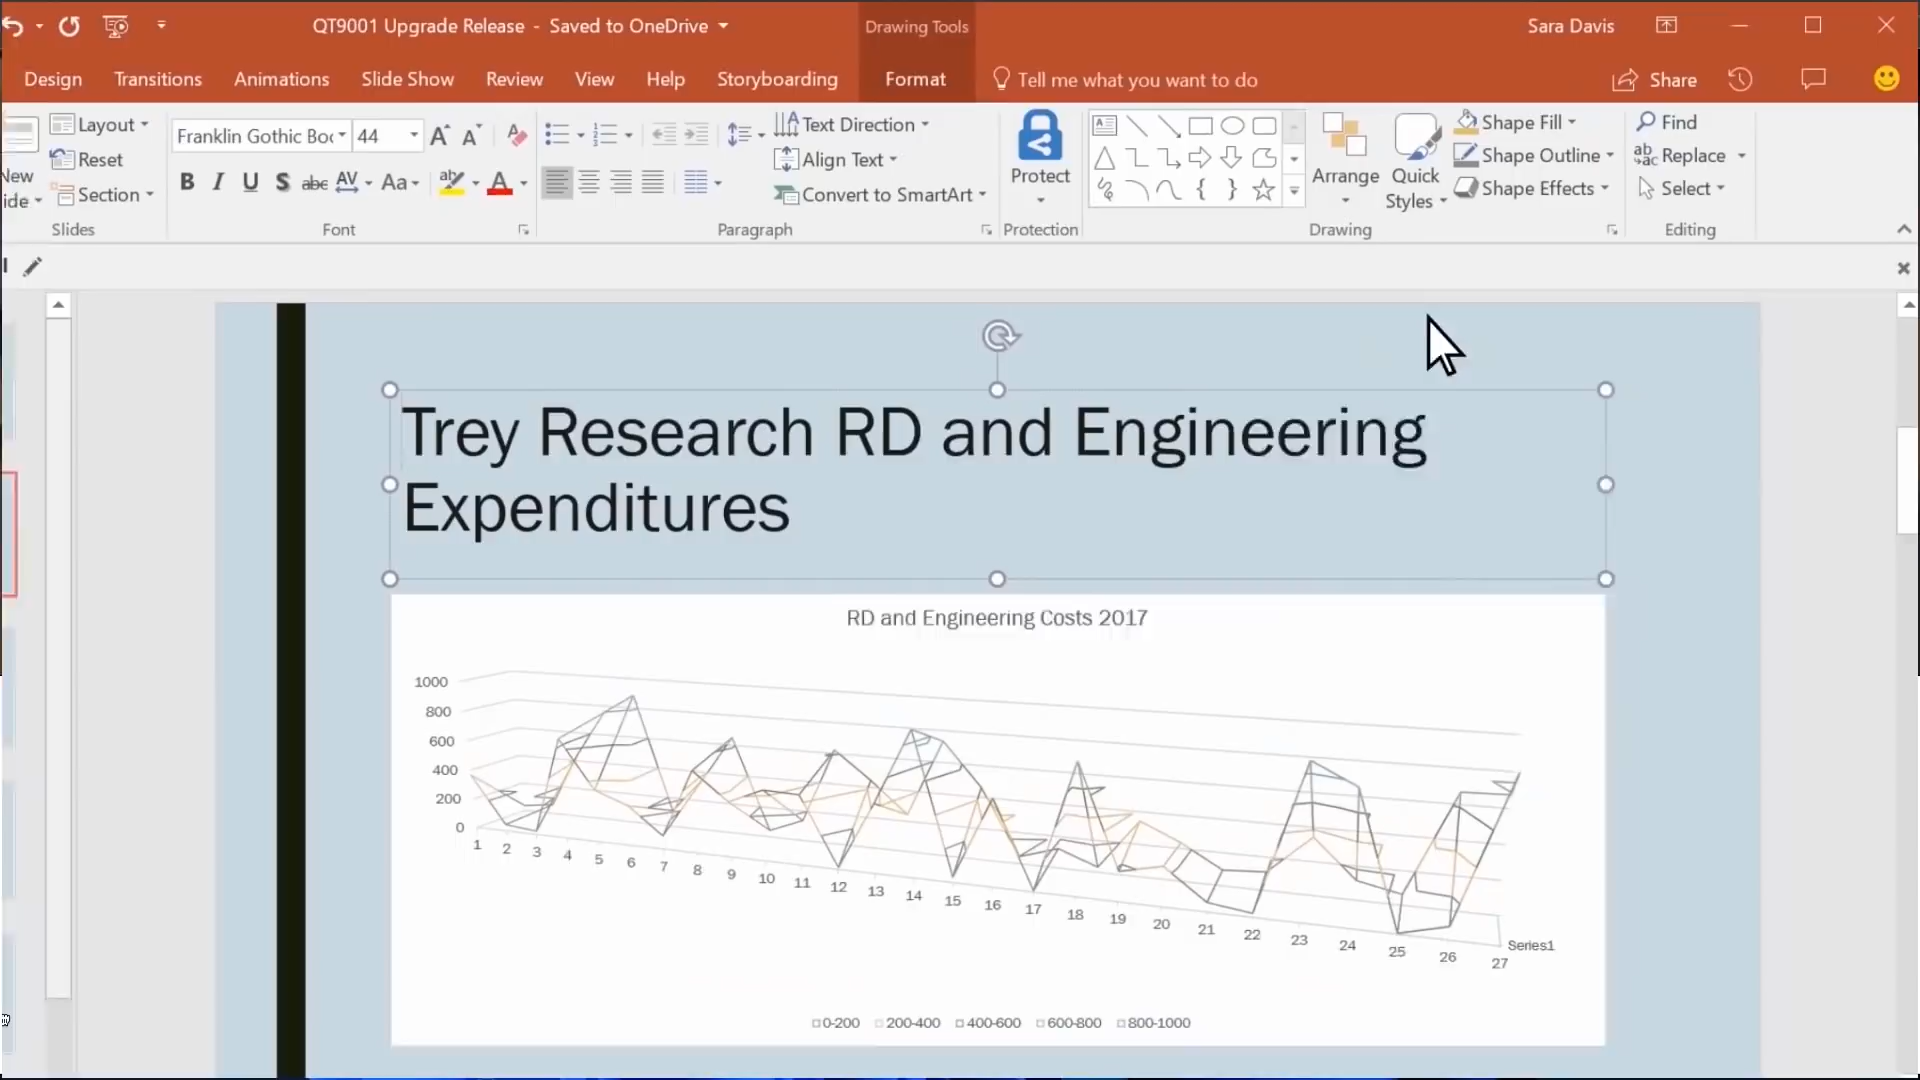 QT9001 Upgrade Release - Saved to OneDrive
Drawing Tools
Sara Davis
Design Transitions Animations Slide Show Review View Help Storyboarding Format Tell me what you want to do Share
Layout
Reset
Section
Slides
Franklin Gothic Boo 44
A A A
B I U S abc AV Aa A
Font
Text Direction
Align Text
Convert to SmartArt
Paragraph
Protect
Protection
Arrange
Quick
Styles
Shape Fill
Shape Outline
Shape Effects
Drawing
Find
Replace
Select
Editing
Trey Research RD and Engineering
Expenditures
RD and Engineering Costs 2017
1000
800
600
400
200
0
1 2 3 4 5 6 7 8 9 10 11 12 13 14 15 16 17 18 19 20 21 22 23 24 25 26 27
Series1
0-200 200-400 400-600 600-800 800-1000